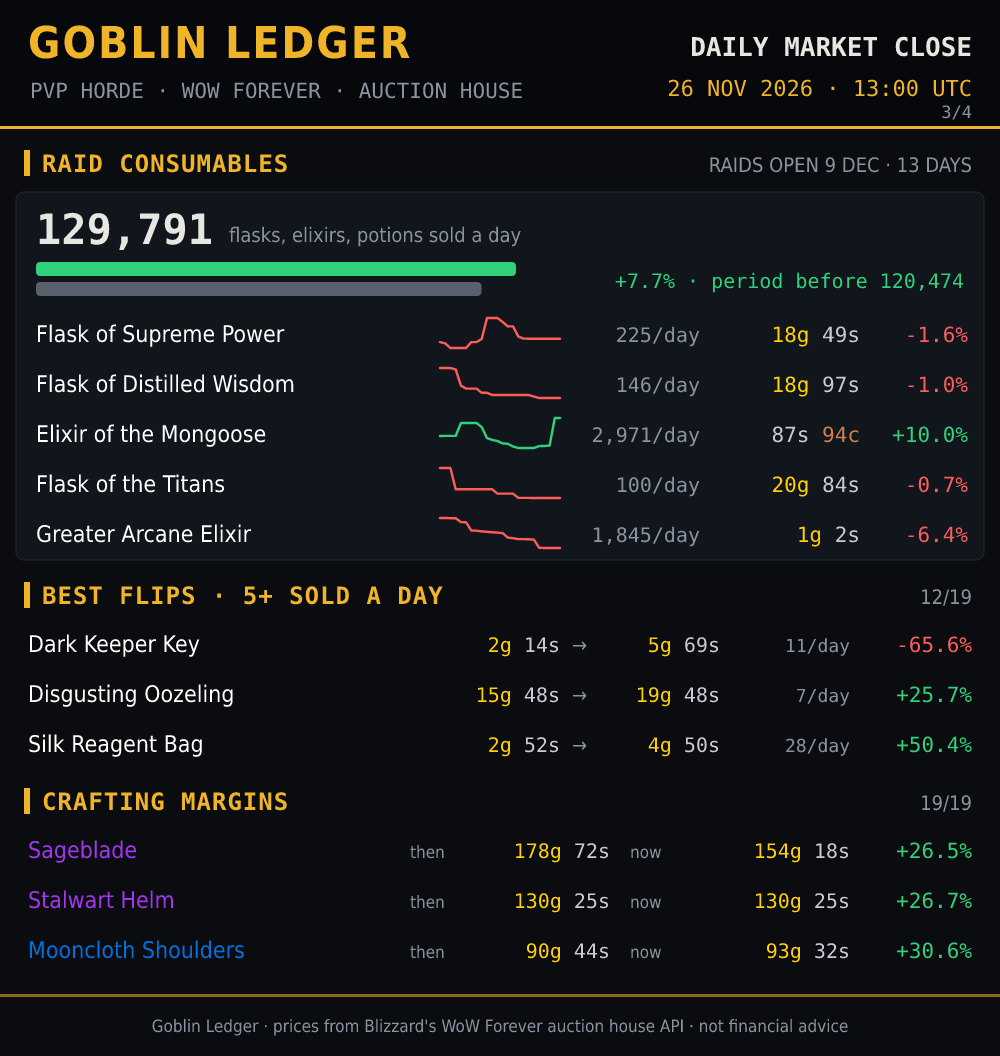 GOBLIN LEDGER
DAILY MARKET CLOSE
PVP HORDE · WOW FOREVER · AUCTION HOUSE
26 NOV 2026 · 13:00 UTC
3/4
RAID CONSUMABLES
RAIDS OPEN 9 DEC · 13 DAYS
129,791 flasks, elixirs, potions sold a day
+7.7% · period before 120,474
Flask of Supreme Power 225/day 18g 49s -1.6%
Flask of Distilled Wisdom 146/day 18g 97s -1.0%
Elixir of the Mongoose 2,971/day 87s 94c +10.0%
Flask of the Titans 100/day 20g 84s -0.7%
Greater Arcane Elixir 1,845/day 1g 2s -6.4%
BEST FLIPS · 5+ SOLD A DAY 12/19
Dark Keeper Key 2g 14s → 5g 69s 11/day -65.6%
Disgusting Oozeling 15g 48s → 19g 48s 7/day +25.7%
Silk Reagent Bag 2g 52s → 4g 50s 28/day +50.4%
CRAFTING MARGINS 19/19
Sageblade then 178g 72s now 154g 18s +26.5%
Stalwart Helm then 130g 25s now 130g 25s +26.7%
Mooncloth Shoulders then 90g 44s now 93g 32s +30.6%
Goblin Ledger · prices from Blizzard's WoW Forever auction house API · not financial advice